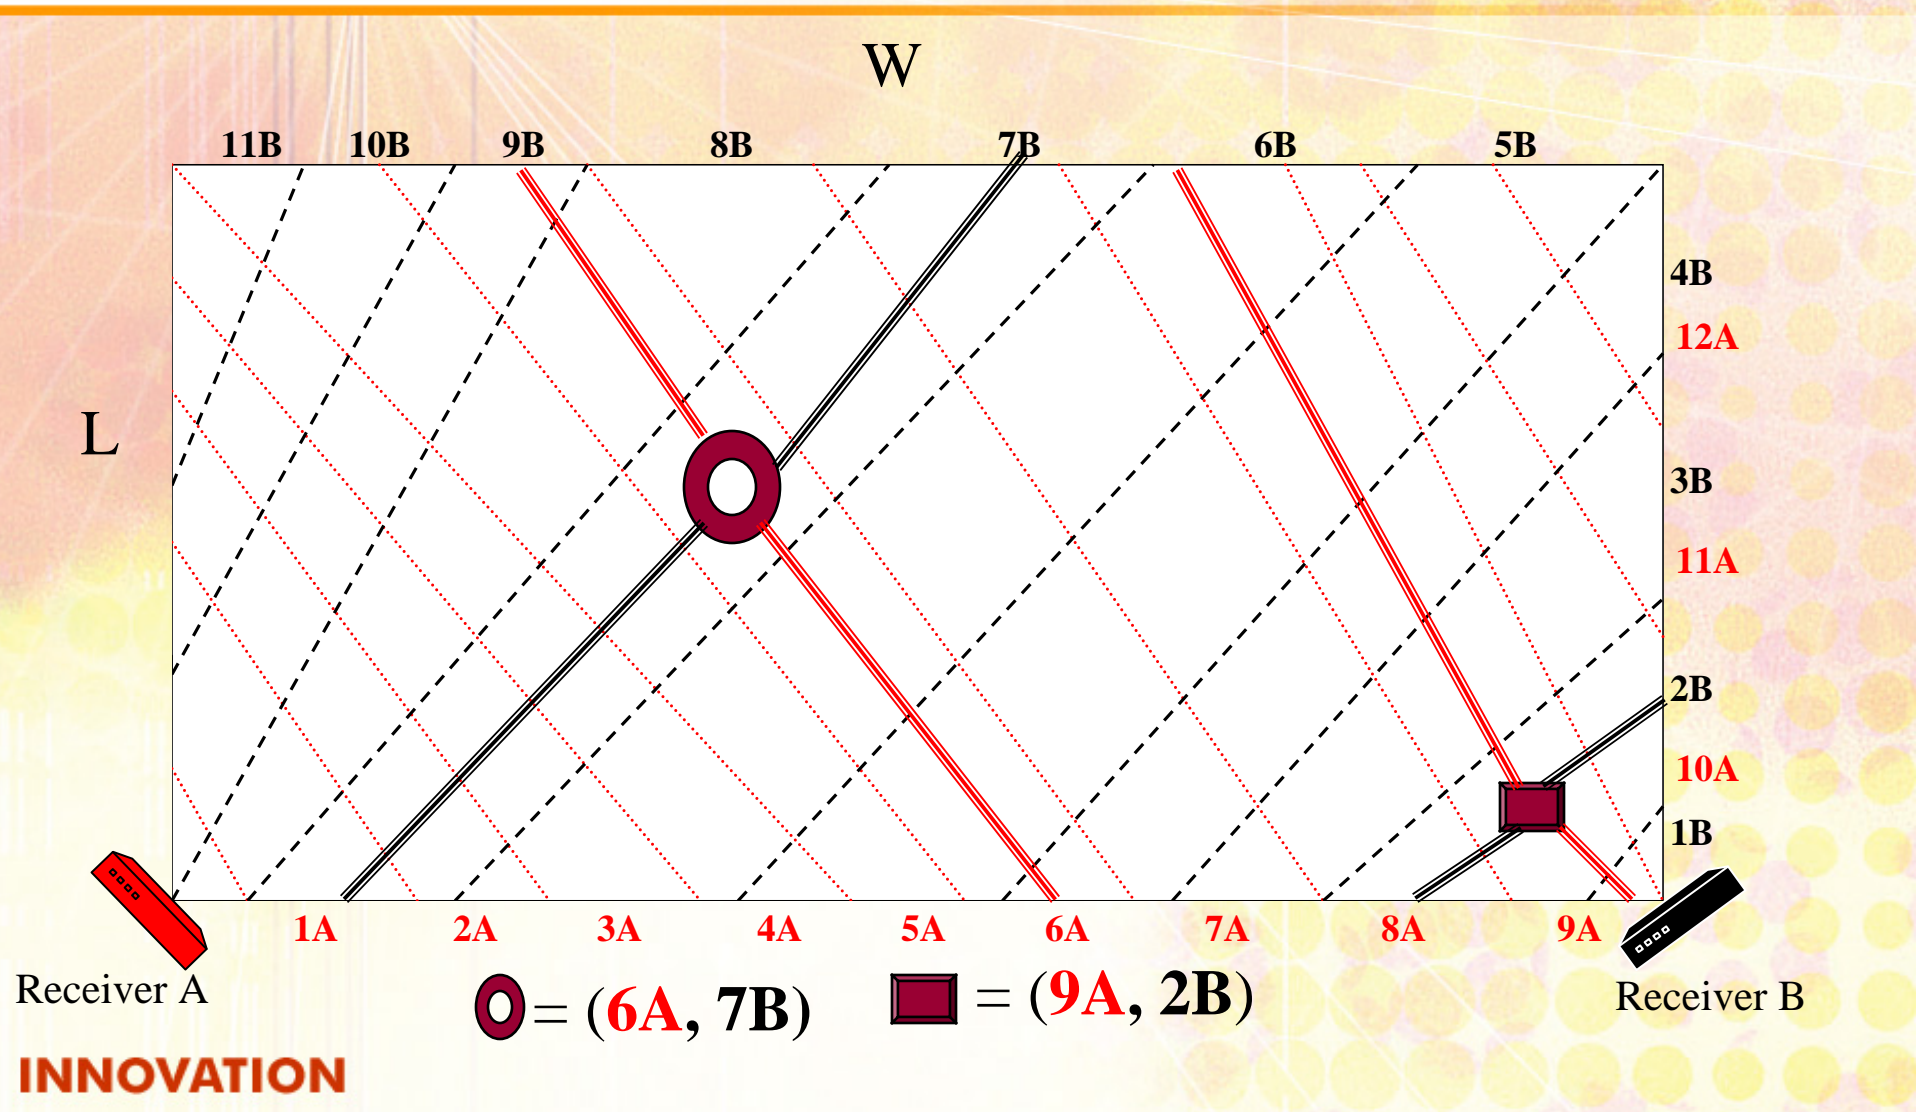 W
11B 10B 9B 8B 7B 6B 5B
4B
12A
L
3B
11A
2B
10A
1B
1A 2A 3A 4A 5A 6A 7A 8A 9A
Receiver A
Receiver B
= (6A, 7B) = (9A, 2B)
INNOVATION